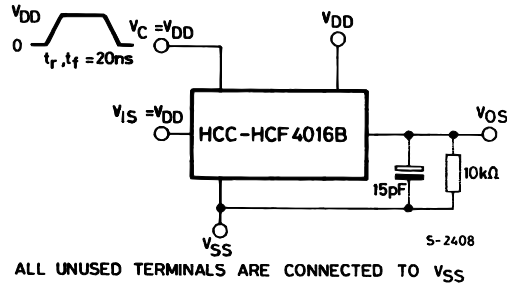 VDD
0
tr,tf=20ns
VC=VDD
VDD
VIS=VDD
HCC-HCF4016B
VOS
15pF
10kΩ
VSS
S-2408
ALL UNUSED TERMINALS ARE CONNECTED TO VSS